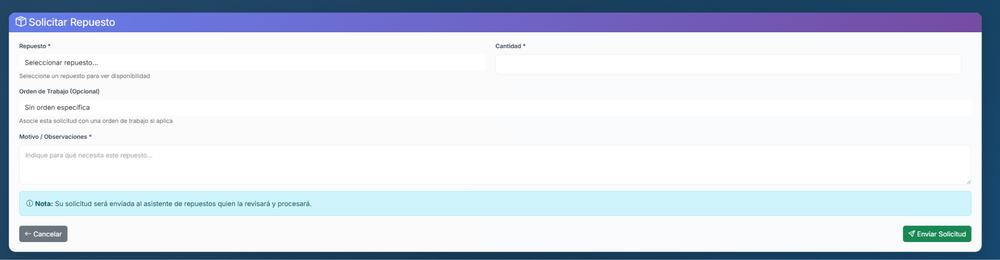 Solicitar Repuesto
Repuesto *
Cantidad *
Seleccionar repuesto...
Seleccione un repuesto para ver disponibilidad
Orden de Trabajo (Opcional)
Sin orden específica
Asocie esta solicitud con una orden de trabajo si aplica
Motivo / Observaciones *
Indique para qué necesita este repuesto...
Nota: Su solicitud será enviada al asistente de repuestos quien la revisará y procesará.
Cancelar
Enviar Solicitud